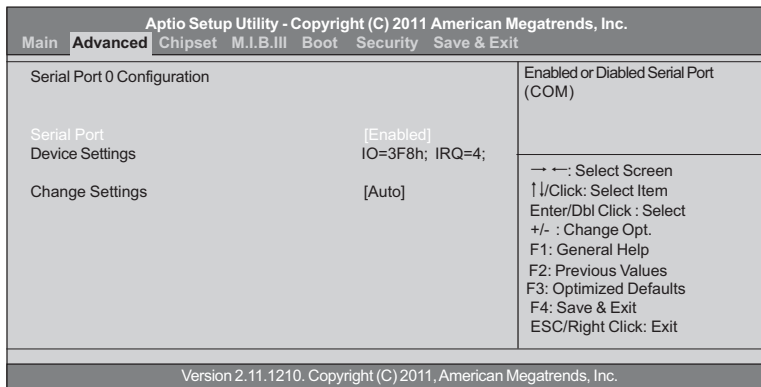 Aptio Setup Utility - Copyright (C) 2011 American Megatrends, Inc.
Main Advanced Chipset M.I.B.III Boot Security Save & Exit
Serial Port 0 Configuration
Serial Port [Enabled]
Device Settings IO=3F8h; IRQ=4;
Change Settings [Auto]
Enabled or Diabled Serial Port
(COM)
→ ←: Select Screen
↑↓/Click: Select Item
Enter/Dbl Click : Select
+/- : Change Opt.
F1: General Help
F2: Previous Values
F3: Optimized Defaults
F4: Save & Exit
ESC/Right Click: Exit
Version 2.11.1210. Copyright (C) 2011, American Megatrends, Inc.